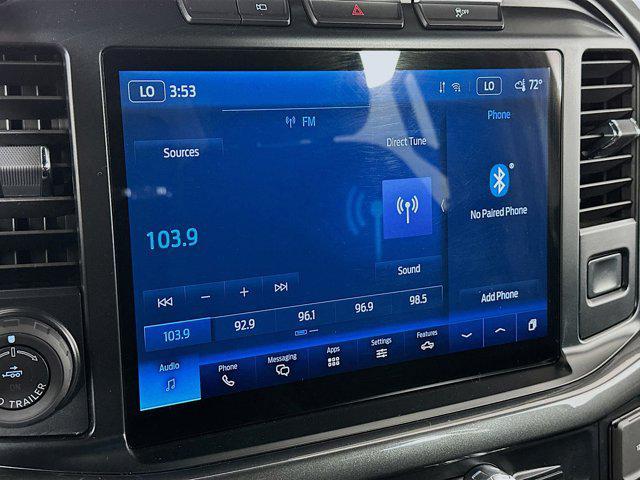 LO 3:53 LO 72°
FM
Phone
Sources Direct Tune
103.9
No Paired Phone
Sound
Add Phone
103.9 92.9 96.1 96.9 98.5
Audio Phone Messaging Apps Settings Features
ON
TRAILER